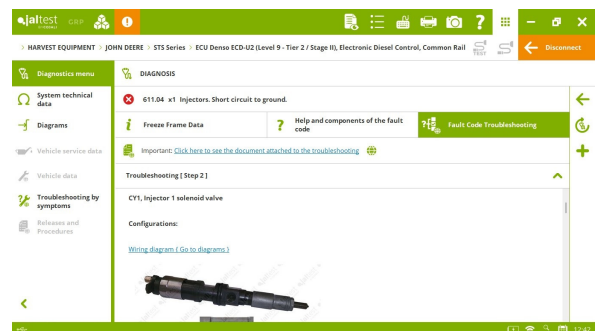 jaltest GRP
> HARVEST EQUIPMENT > JOHN DEERE > STS Series > ECU Denso ECD-U2 (Level 9 - Tier 2 / Stage II), Electronic Diesel Control, Common Rail
TEST
Disconnect
Diagnostics menu
DIAGNOSIS
System technical data
611.04 x1 Injectors. Short circuit to ground.
Diagrams
Freeze Frame Data
Help and components of the fault code
Fault Code Troubleshooting
Vehicle service data
Important: Click here to see the document attached to the troubleshooting
Vehicle data
Troubleshooting [ Step 2 ]
Troubleshooting by symptoms
CY1, Injector 1 solenoid valve
Releases and Procedures
Configurations:
Wiring diagram ( Go to diagrams )
12:42